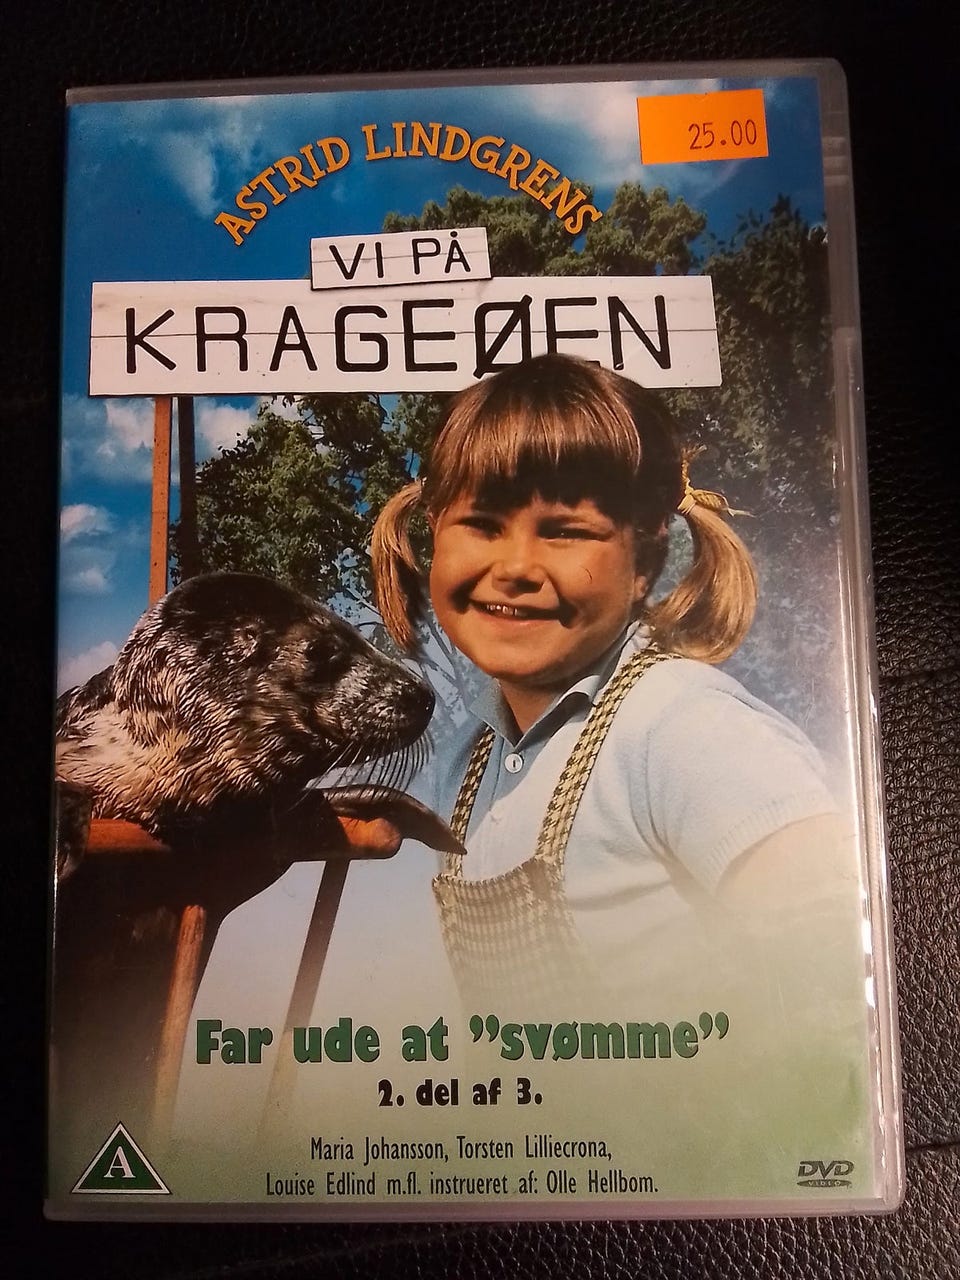 25.00
ASTRID LINDGRENS
VI PÅ
KRAGEØEN
Far ude at ”svømme”
2. del af 3.
Maria Johansson, Torsten Lilliecrona,
Louise Edlind m.fl. instrueret af: Olle Hellbom.
A
DVD
VIDEO